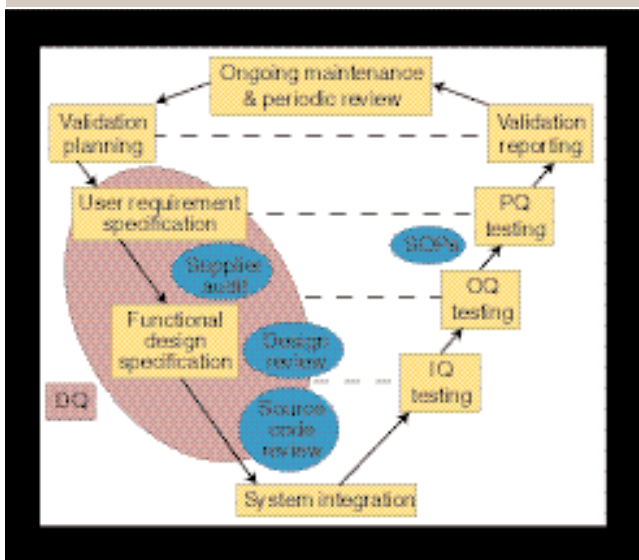 Ongoing maintenance
& periodic review
Validation
planning
Validation
reporting
User requirement
specification
PQ
testing
SOPs
Supplier
audit
OQ
testing
Functional
design
specification
Design
review
IQ
testing
DQ
Source
code
review
System integration